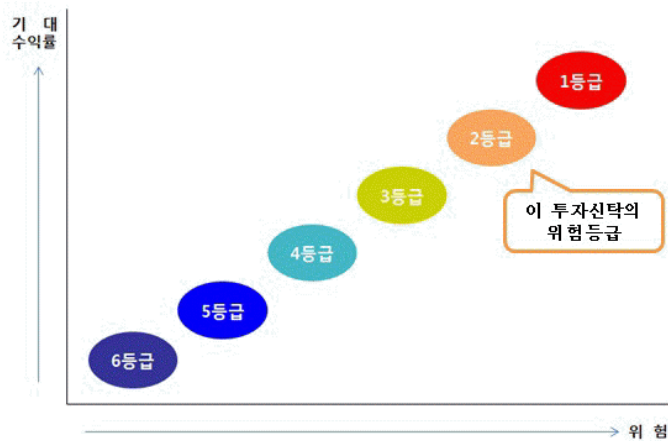 기 대
수익률
1등급
2등급
3등급
이 투자신탁의
위험등급
4등급
5등급
6등급
위 험